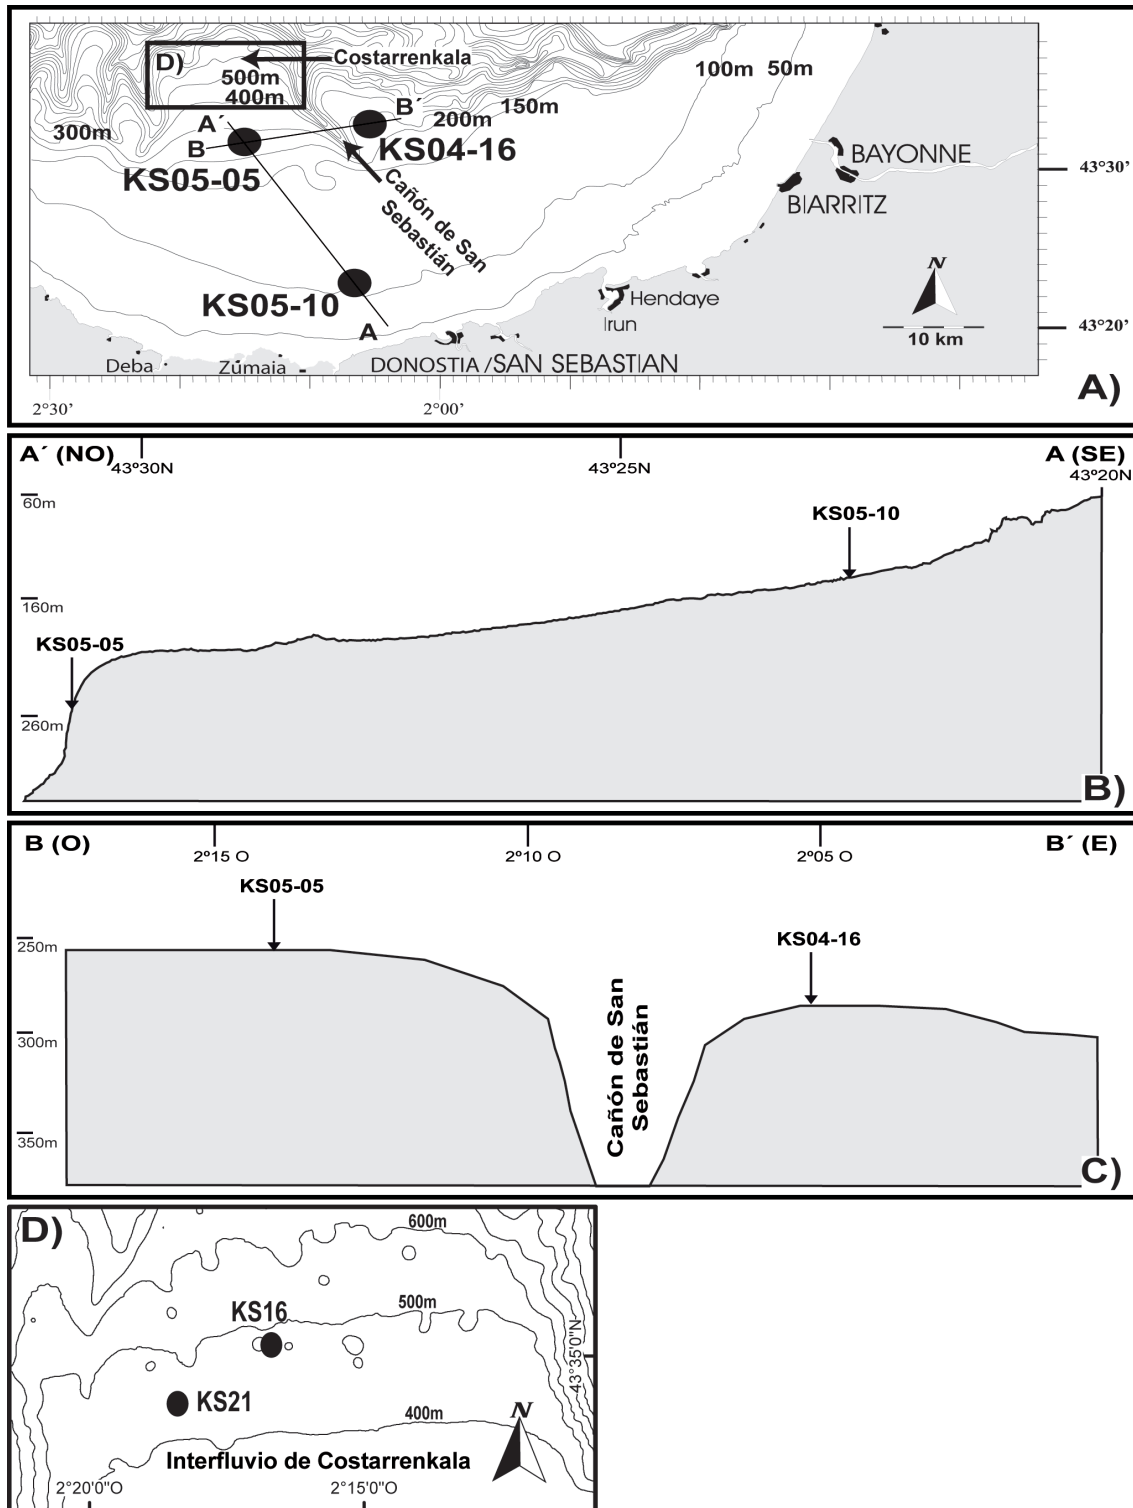 D)
Costarrenkala
500m
400m
300m
A´
B
B´
100m
50m
150m
200m
KS04-16
KS05-05
Cañón de San
Sebastián
KS05-10
A
BAYONNE
BIARRITZ
Hendaye
Irun
N
10 km
43°30’
43°20’
Deba
Zumaia
DONOSTIA /SAN SEBASTIAN
2°30’
2°00’
A)
A´ (NO)
43º30N
43º25N
A (SE)
43º20N
60m
KS05-10
160m
KS05-05
260m
B)
B (O)
2º15 O
2º10 O
2º05 O
B´ (E)
KS05-05
KS04-16
250m
300m
350m
Cañón de San
Sebastián
C)
D)
600m
500m
KS16
43°35'0"N
KS21
400m
N
Interfluvio de Costarrenkala
2°20'0"O
2°15'0"O